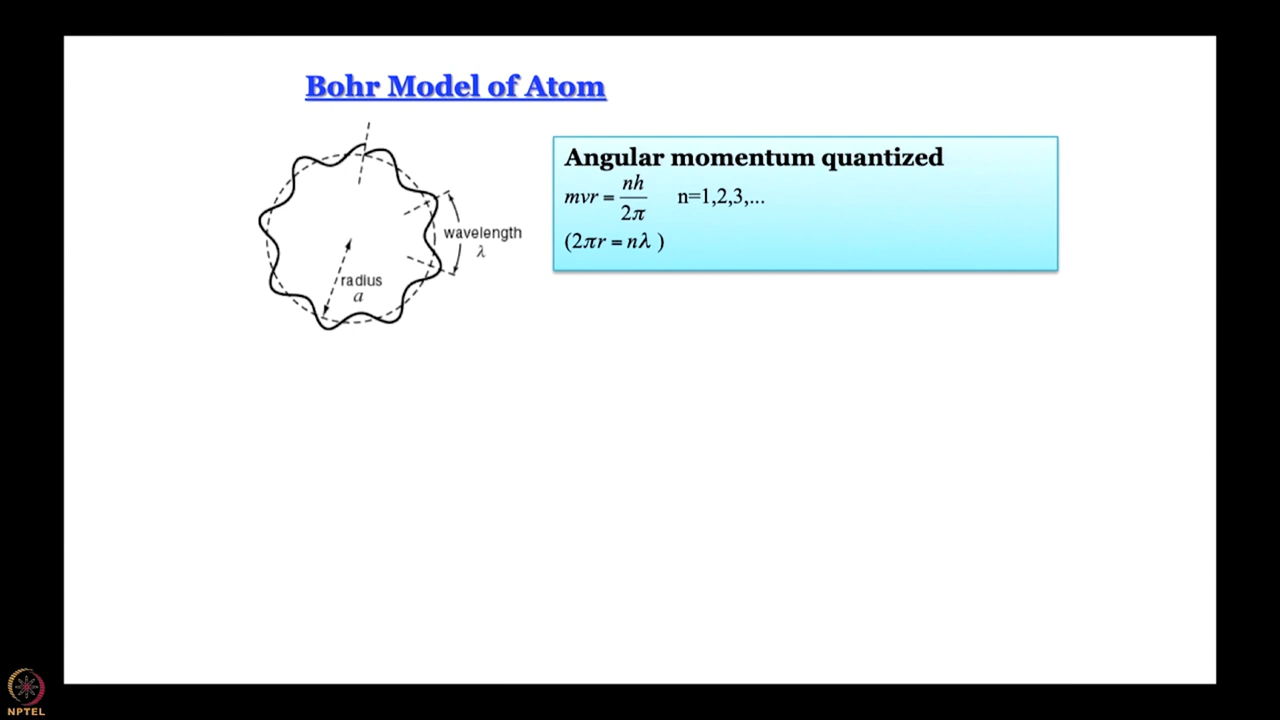 Bohr Model of Atom
wavelength
λ
radius
a
Angular momentum quantized
mvr = nh/2π n=1,2,3,...
(2πr = nλ )
NPTEL